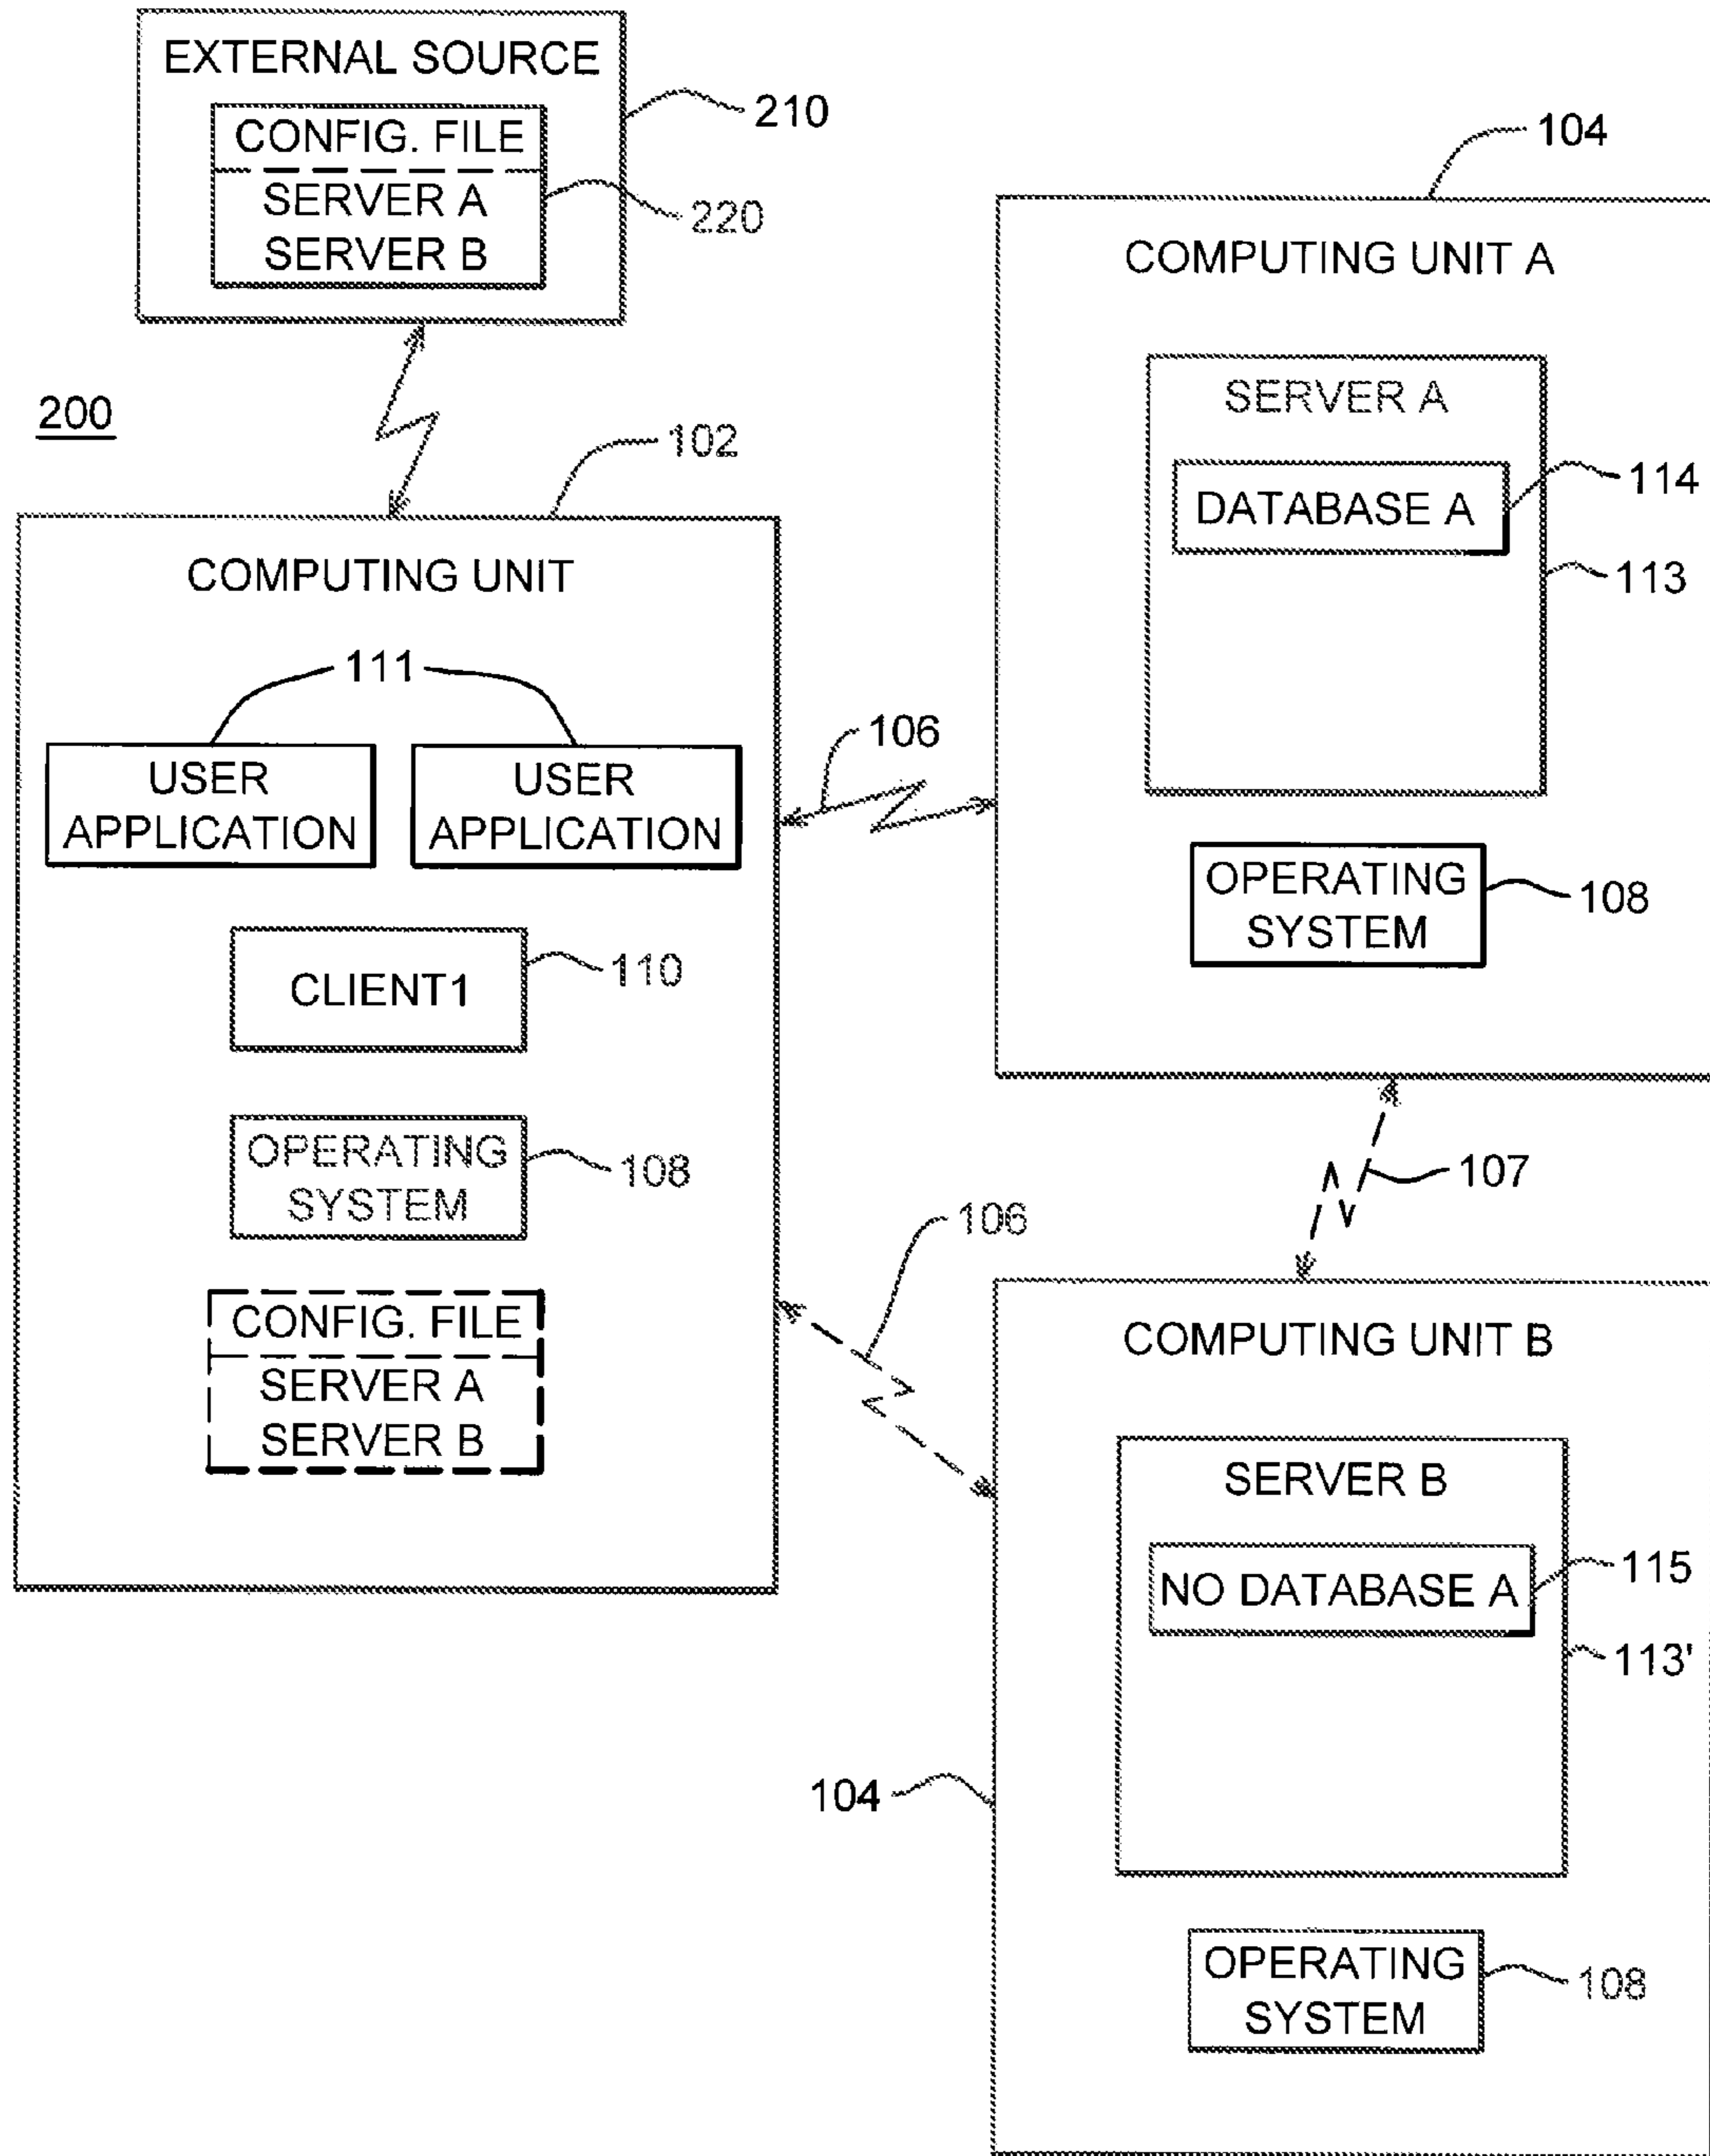 EXTERNAL SOURCE
CONFIG. FILE
SERVER A
SERVER B
210
220
200
102
COMPUTING UNIT
111
USER
APPLICATION
USER
APPLICATION
CLIENT1
110
OPERATING
SYSTEM
108
CONFIG. FILE
SERVER A
SERVER B
106
106
104
COMPUTING UNIT A
SERVER A
DATABASE A
114
113
OPERATING
SYSTEM
108
107
COMPUTING UNIT B
SERVER B
NO DATABASE A
115
113'
104
OPERATING
SYSTEM
108